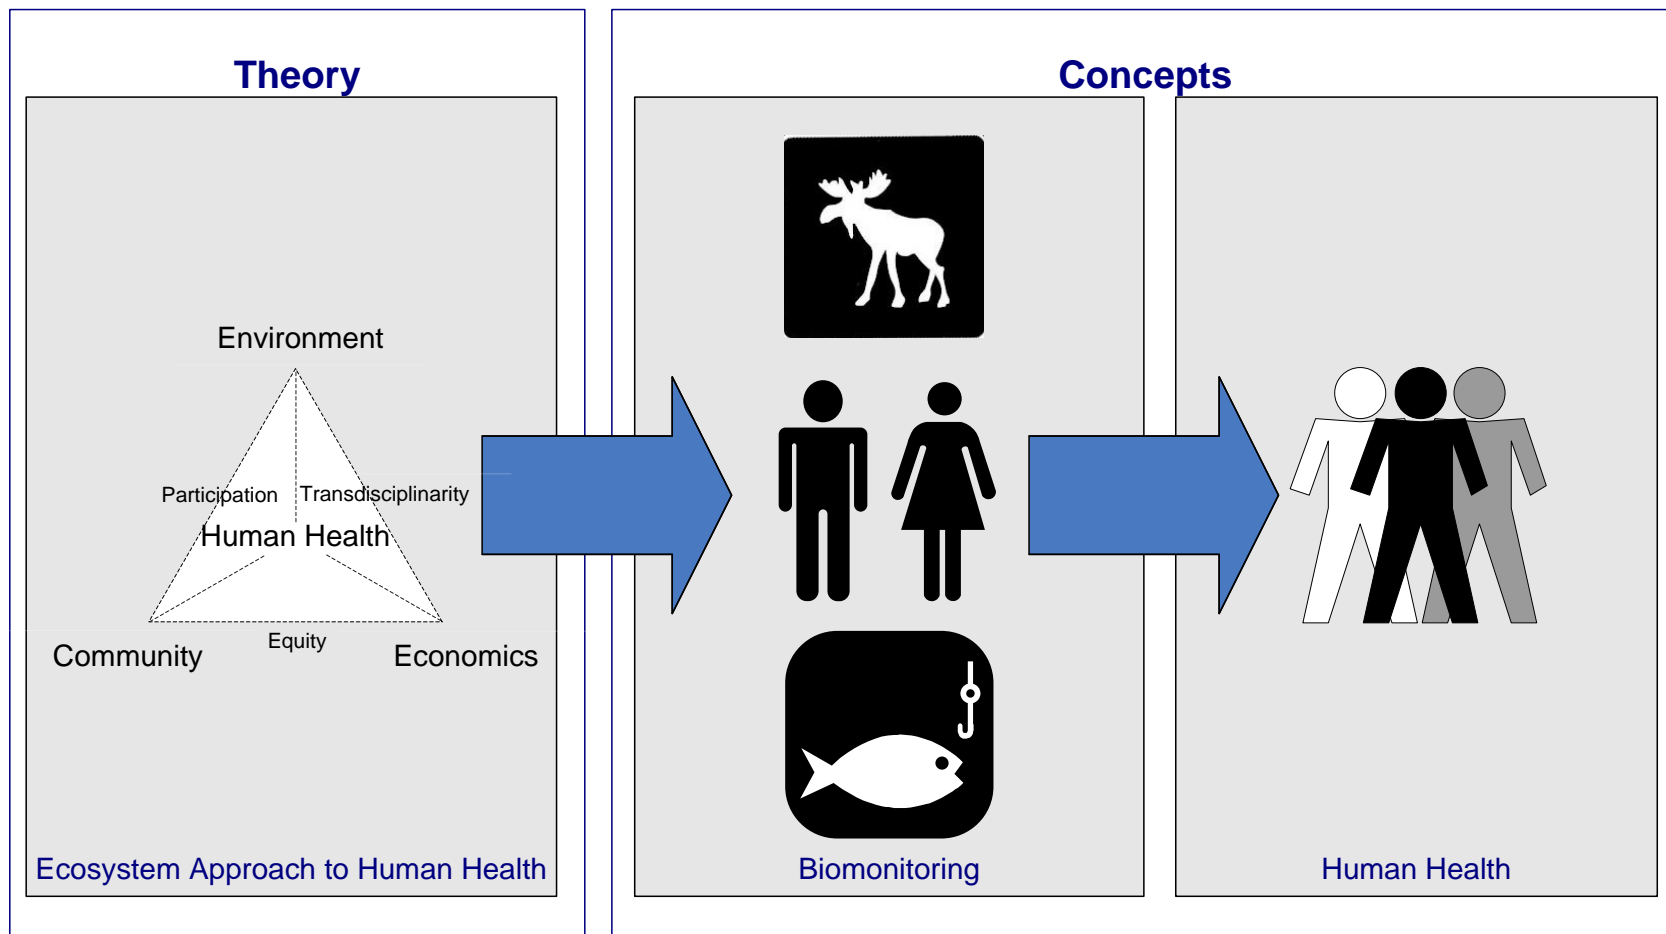 Theory
Environment
Participation
Transdisciplinarity
Human Health
Equity
Community
Economics
Ecosystem Approach to Human Health
Concepts
Biomonitoring
Human Health